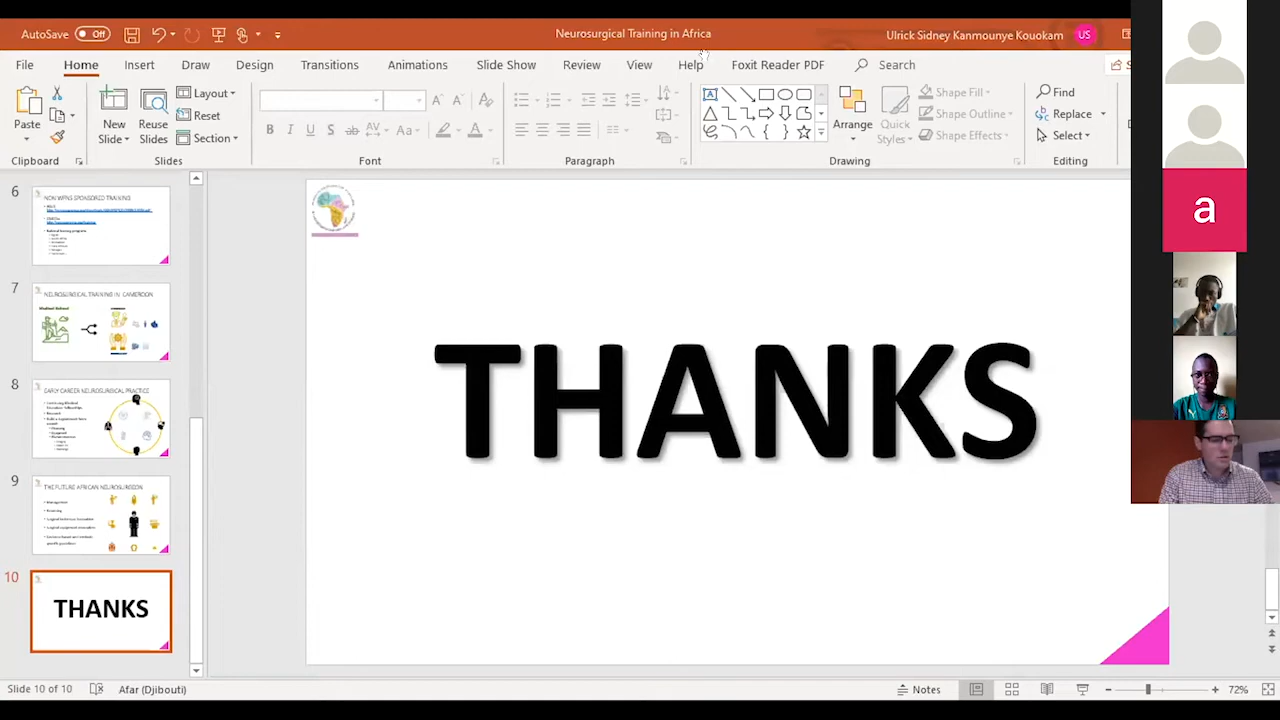 AutoSave Off
Neurosurgical Training in Africa
Ulrick Sidney Kanmounye Kouokam US
File Home Insert Draw Design Transitions Animations Slide Show Review View Help Foxit Reader PDF Search
Paste
New Slide
Reuse Slides
Layout
Reset
Section
Arrange
Quick Styles
Shape Fill
Shape Outline
Shape Effects
Find
Replace
Select
Clipboard Slides Font Paragraph Drawing Editing
a
6
NON WFNS SPONSORED TRAINING
7
NEUROSURGICAL TRAINING IN CAMEROON
Medical School
8
EARLY CAREER NEUROSURGICAL PRACTICE
9
THE FUTURE AFRICAN NEUROSURGEON
10
THANKS
THANKS
Slide 10 of 10
Afar (Djibouti)
Notes
72%